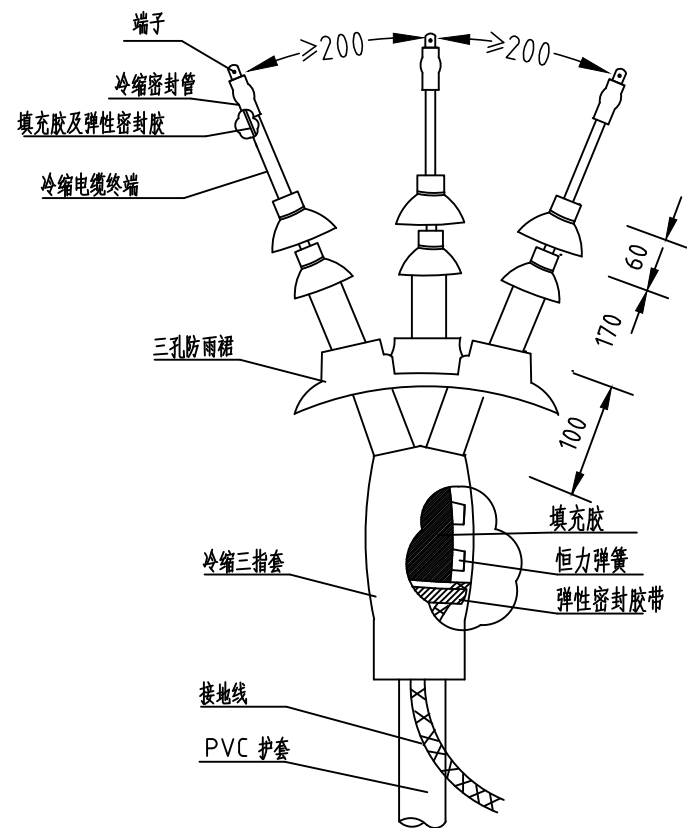 端子
≥200
≥200
冷缩密封管
填充胶及弹性密封胶
冷缩电缆终端
60
170
三孔防雨裙
100
填充胶
冷缩三指套
恒力弹簧
弹性密封胶带
接地线
PVC 护套